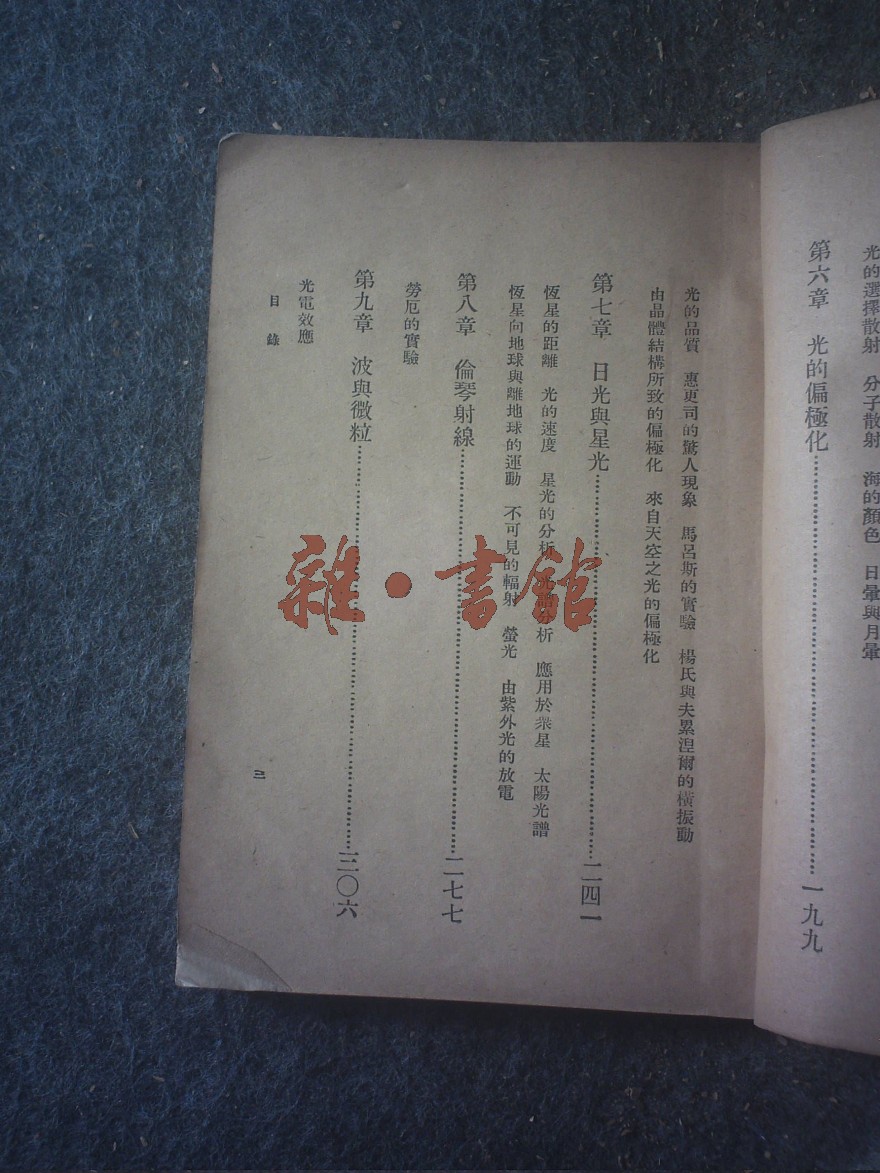 光的選擇散射　分子散射　海的顏色　日暈與月暈
第六章　光的偏極化……一九九
光的品質　惠更司的驚人現象　馬呂斯的實驗　楊氏與夫累涅爾的橫振動
由晶體結構所致的偏極化　來自天空之光的偏極化
第七章　日光與星光……二四一
恆星的距離　光的速度　星光的分析　光譜分析　應用於衆星　太陽光譜
恆星向地球與離地球的運動　不可見的輻射　螢光　由紫外光的放電
第八章　倫琴射線……二七七
勞厄的實驗
第九章　波與微粒……三〇六
光電效應
目錄
三
雜·書館